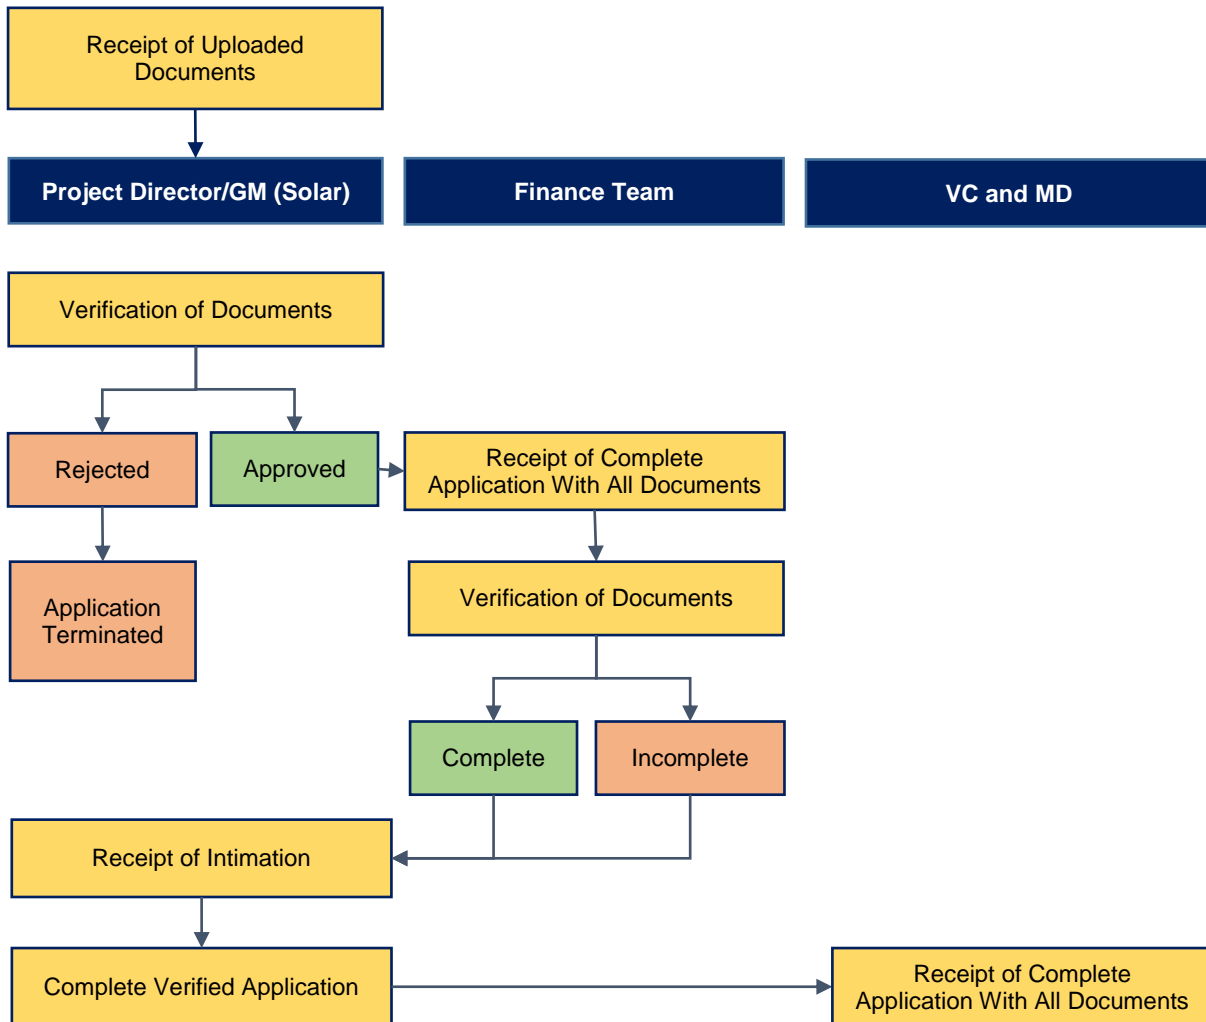 Receipt of Uploaded
Documents
Project Director/GM (Solar)
Finance Team
VC and MD
Verification of Documents
Rejected
Approved
Receipt of Complete
Application With All Documents
Application
Terminated
Verification of Documents
Complete
Incomplete
Receipt of Intimation
Complete Verified Application
Receipt of Complete
Application With All Documents